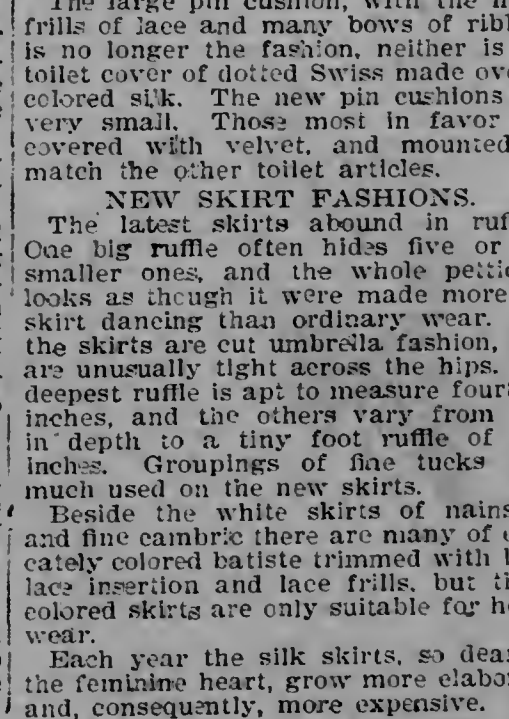 The large pin cushion, with the
frills of lace and many bows of
is no longer the fashion, neither is
toilet cover of dotted Swiss made
colored silk. The new pin cushions
very small. Those most in favor
covered with velvet, and mounted
match the other toilet articles.
NEW SKIRT FASHIONS.
The latest skirts abound in
One big ruffle often hides five or
smaller ones, and the whole
looks as though it were made more
skirt dancing than ordinary wear.
the skirts are cut umbrella fashion,
are unusually tight across the hips.
deepest ruffle is apt to measure
inches, and the others vary from
in depth to a tiny foot ruffle of
inches. Groupings of fine tucks
much used on the new skirts.
Beside the white skirts of
and fine cambric there are many of
cately colored batiste trimmed with
lace insertion and lace frills, but
colored skirts are only suitable for
wear.
Each year the silk skirts, so
the feminine heart, grow more
and, consequently, more expensive.